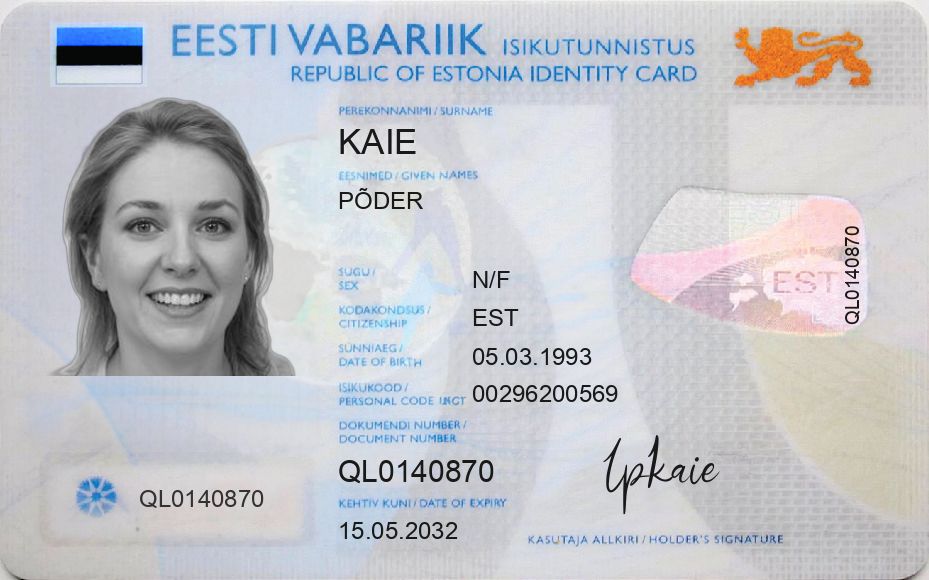 EESTI VABARIIK ISIKUTUNNISTUS
REPUBLIC OF ESTONIA IDENTITY CARD
PEREKONNANIMI / SURNAME
KAIE
EESNIMED / GIVEN NAMES
PÕDER
SUGU /
SEX
N/F
KODAKONDSUS /
CITIZENSHIP
EST
SÜNNIAEG /
DATE OF BIRTH
05.03.1993
ISIKUKOOD /
PERSONAL CODE
00296200569
DOKUMENDI NUMBER /
DOCUMENT NUMBER
QL0140870
KEHTIV KUNI / DATE OF EXPIRY
15.05.2032
QL0140870
EST
QL0140870
lpkaie
KASUTAJA ALLKIRI / HOLDER'S SIGNATURE